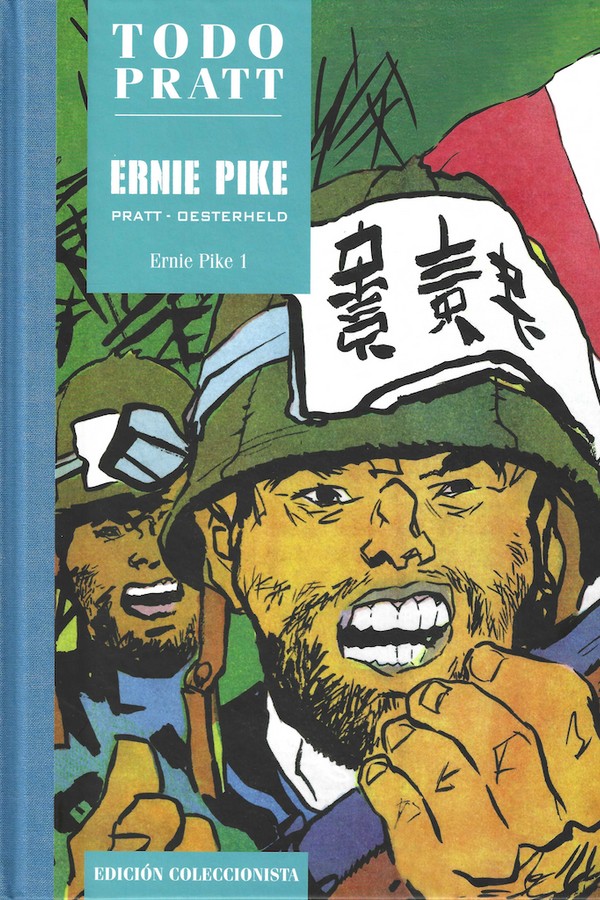 TODO
PRATT
ERNIE PIKE
PRATT - OESTERHELD
Ernie Pike 1
EDICIÓN COLECCIONISTA